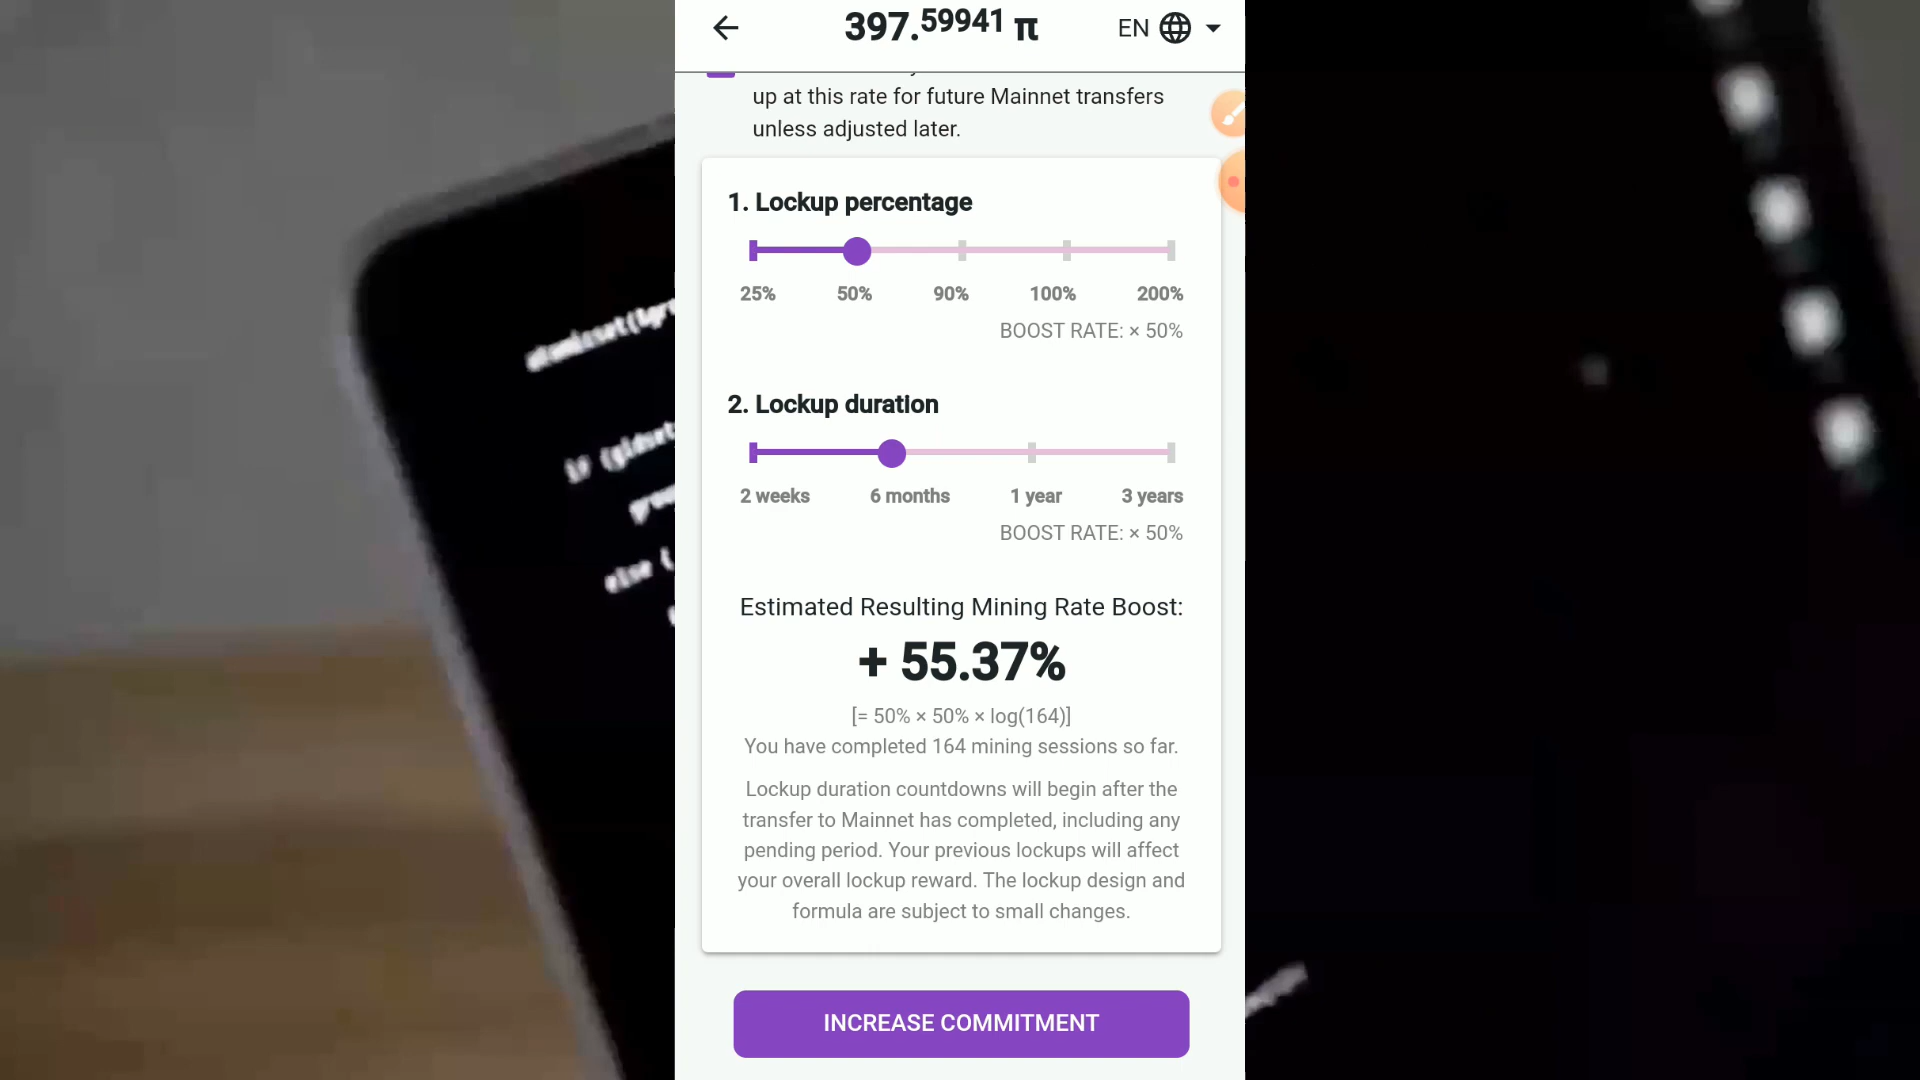 397.59941 π
EN
up at this rate for future Mainnet transfers
unless adjusted later.
1. Lockup percentage
25% 50% 90% 100% 200%
BOOST RATE: × 50%
2. Lockup duration
2 weeks 6 months 1 year 3 years
BOOST RATE: × 50%
Estimated Resulting Mining Rate Boost:
+ 55.37%
[= 50% × 50% × log(164)]
You have completed 164 mining sessions so far.
Lockup duration countdowns will begin after the
transfer to Mainnet has completed, including any
pending period. Your previous lockups will affect
your overall lockup reward. The lockup design and
formula are subject to small changes.
INCREASE COMMITMENT
if
else {